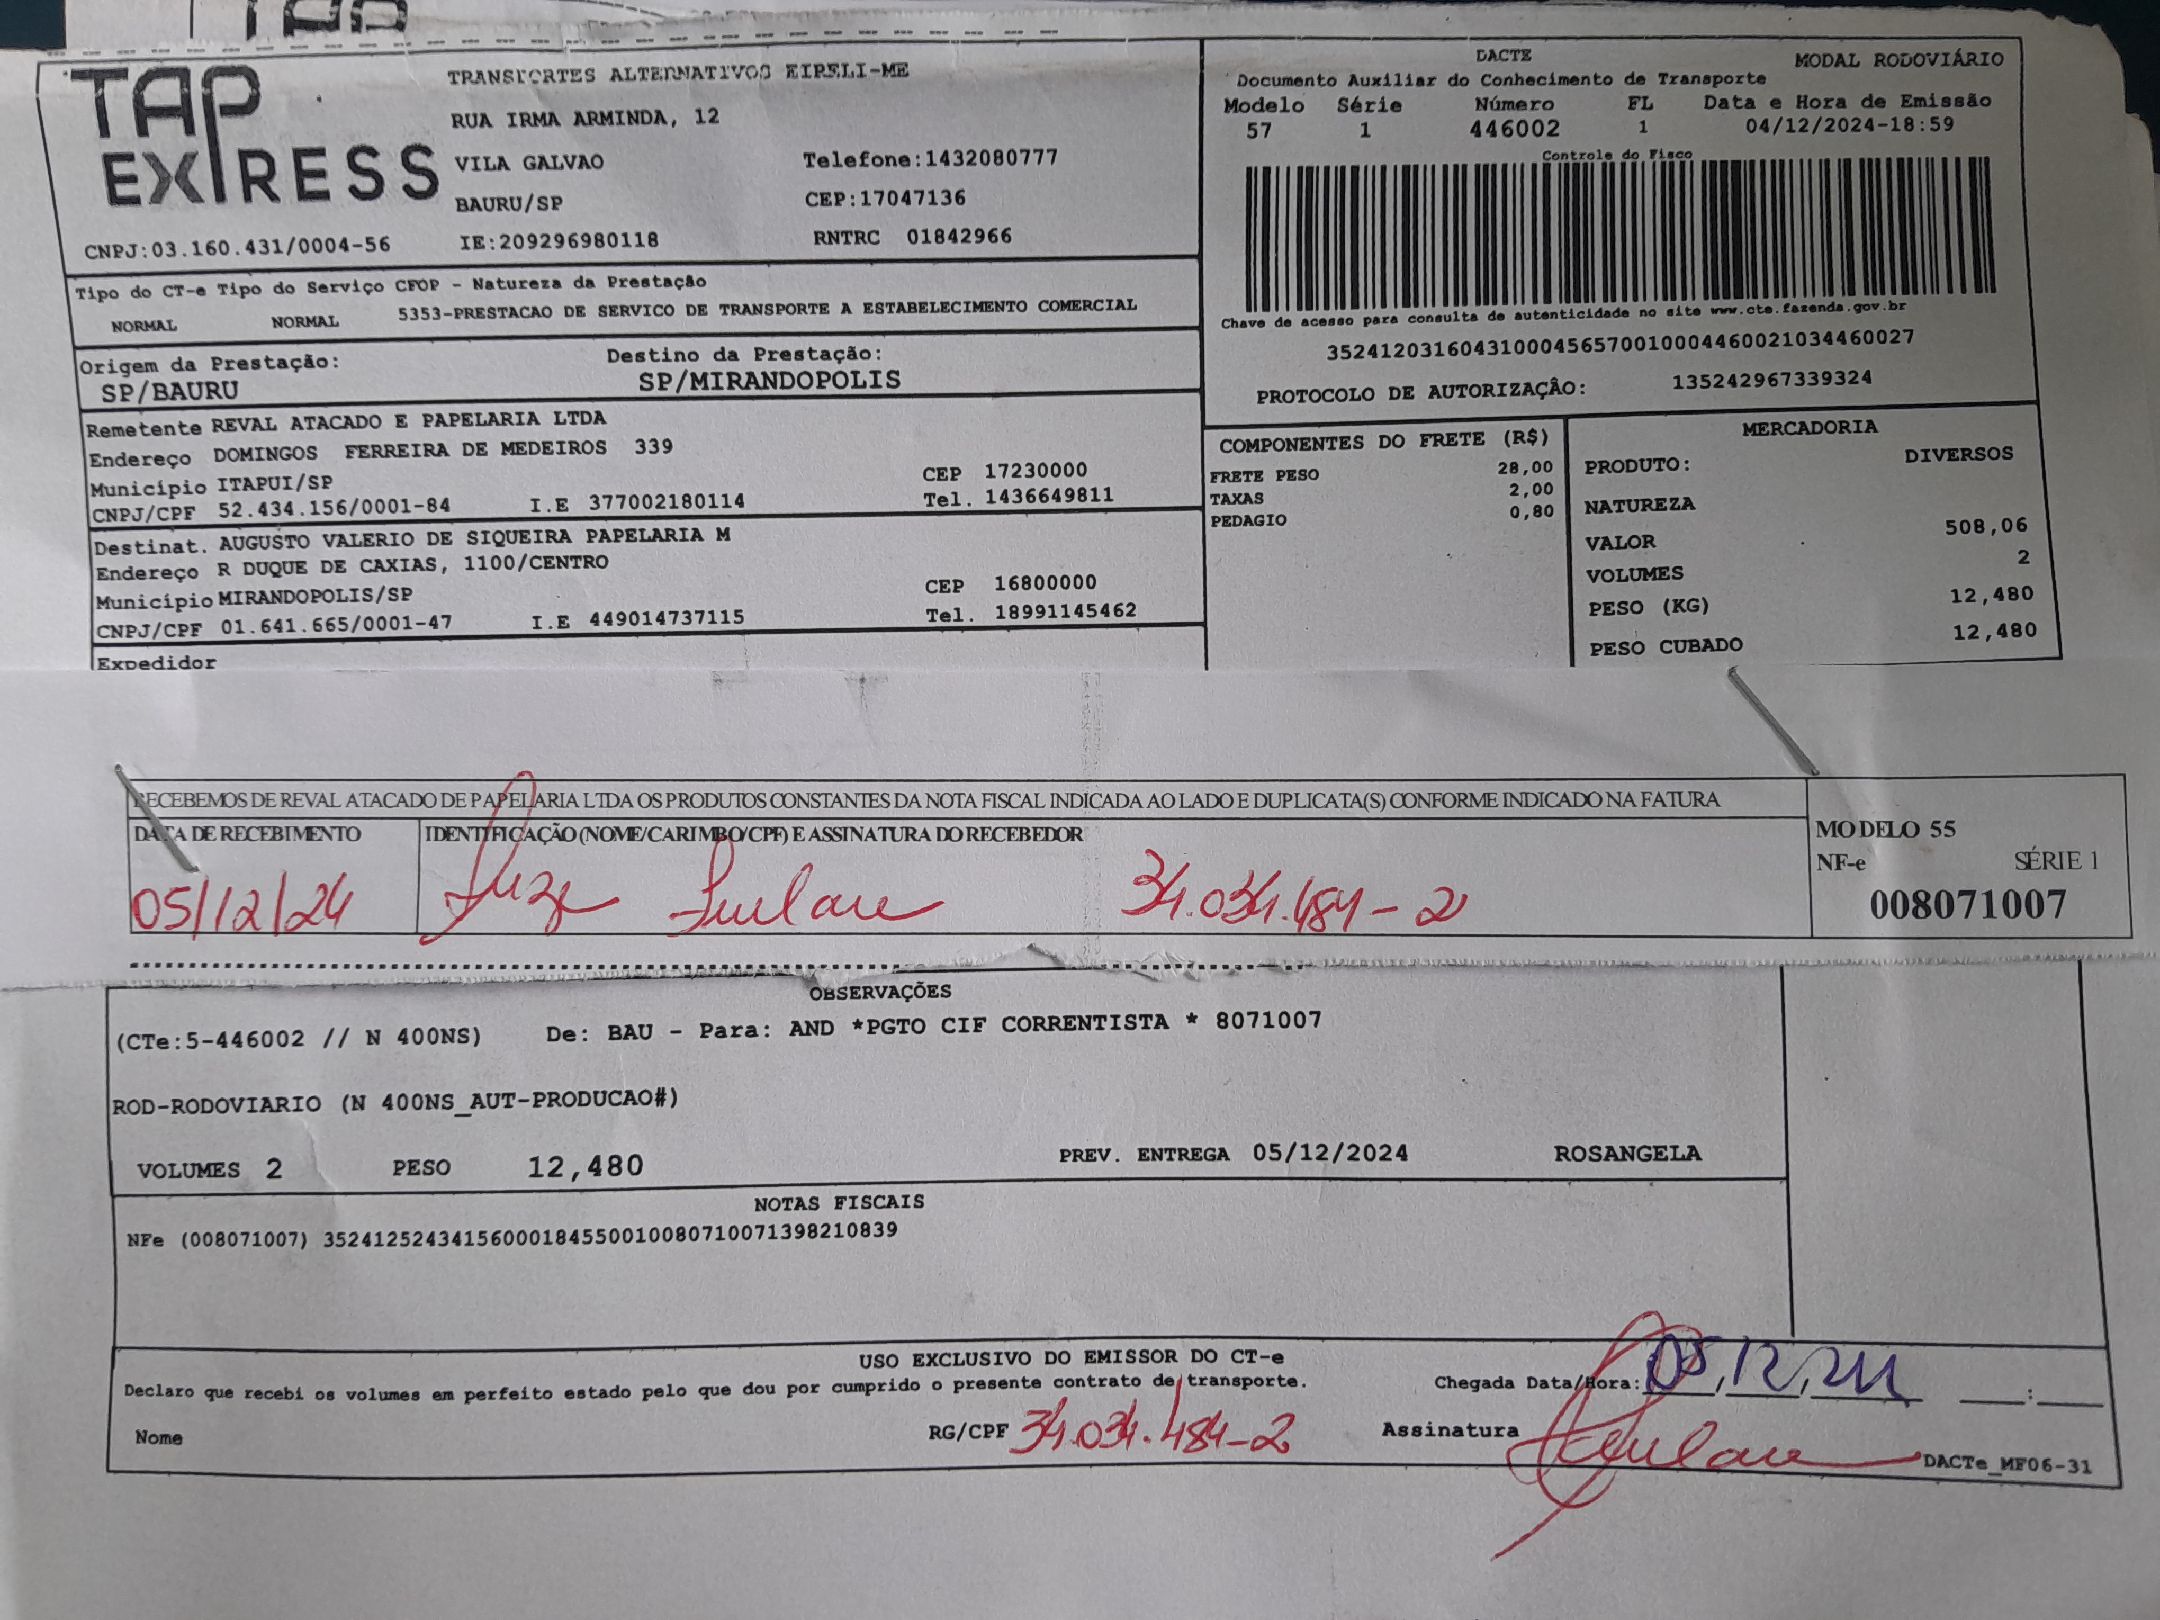 TAP
EXPRESS
TRANSPORTES ALTERNATIVOS EIRELI-ME
RUA IRMA ARMINDA, 12
VILA GALVAO Telefone:1432080777
BAURU/SP CEP:17047136
CNPJ:03.160.431/0004-56 IE:209296980118 RNTRC 01842966
DACTE MODAL RODOVIÁRIO
Documento Auxiliar do Conhecimento de Transporte
Modelo Série Número FL Data e Hora de Emissão
57 1 446002 1 04/12/2024-18:59
Controle do Fisco
Chave de acesso para consulta de autenticidade no site www.cte.fazenda.gov.br
35241203160431000456570010004460021034460027
PROTOCOLO DE AUTORIZAÇÃO: 135242967339324
Tipo do CT-e Tipo do Serviço CFOP - Natureza da Prestação
NORMAL NORMAL 5353-PRESTACAO DE SERVICO DE TRANSPORTE A ESTABELECIMENTO COMERCIAL
Origem da Prestação: Destino da Prestação:
SP/BAURU SP/MIRANDOPOLIS
Remetente REVAL ATACADO E PAPELARIA LTDA
Endereço DOMINGOS FERREIRA DE MEDEIROS 339
Município ITAPUI/SP CEP 17230000
CNPJ/CPF 52.434.156/0001-84 I.E 377002180114 Tel. 1436649811
Destinat. AUGUSTO VALERIO DE SIQUEIRA PAPELARIA M
Endereço R DUQUE DE CAXIAS, 1100/CENTRO
Município MIRANDOPOLIS/SP CEP 16800000
CNPJ/CPF 01.641.665/0001-47 I.E 449014737115 Tel. 18991145462
Expedidor
COMPONENTES DO FRETE (R$)
FRETE PESO 28,00
TAXAS 2,00
PEDAGIO 0,80
MERCADORIA
PRODUTO: DIVERSOS
NATUREZA
VALOR 508,06
VOLUMES 2
PESO (KG) 12,480
PESO CUBADO 12,480
RECEBEMOS DE REVAL ATACADO DE PAPELARIA LTDA OS PRODUTOS CONSTANTES DA NOTA FISCAL INDICADA AO LADO E DUPLICATA(S) CONFORME INDICADO NA FATURA
DATA DE RECEBIMENTO IDENTIFICAÇÃO (NOME/CARIMBO/CPF) E ASSINATURA DO RECEBEDOR
05/12/24 34.034.484-2
MODELO 55
NF-e SÉRIE 1
008071007
OBSERVAÇÕES
(CTe:5-446002 // N 400NS) De: BAU - Para: AND *PGTO CIF CORRENTISTA * 8071007
ROD-RODOVIARIO (N 400NS_AUT-PRODUCAO#)
VOLUMES 2 PESO 12,480 PREV. ENTREGA 05/12/2024 ROSANGELA
NOTAS FISCAIS
NFe (008071007) 35241252434156000184550010080710071398210839
USO EXCLUSIVO DO EMISSOR DO CT-e
Declaro que recebi os volumes em perfeito estado pelo que dou por cumprido o presente contrato de transporte. Chegada Data/Hora: 05,12,24 :
Nome RG/CPF 34.034.484-2 Assinatura
DACTe_MF06-31